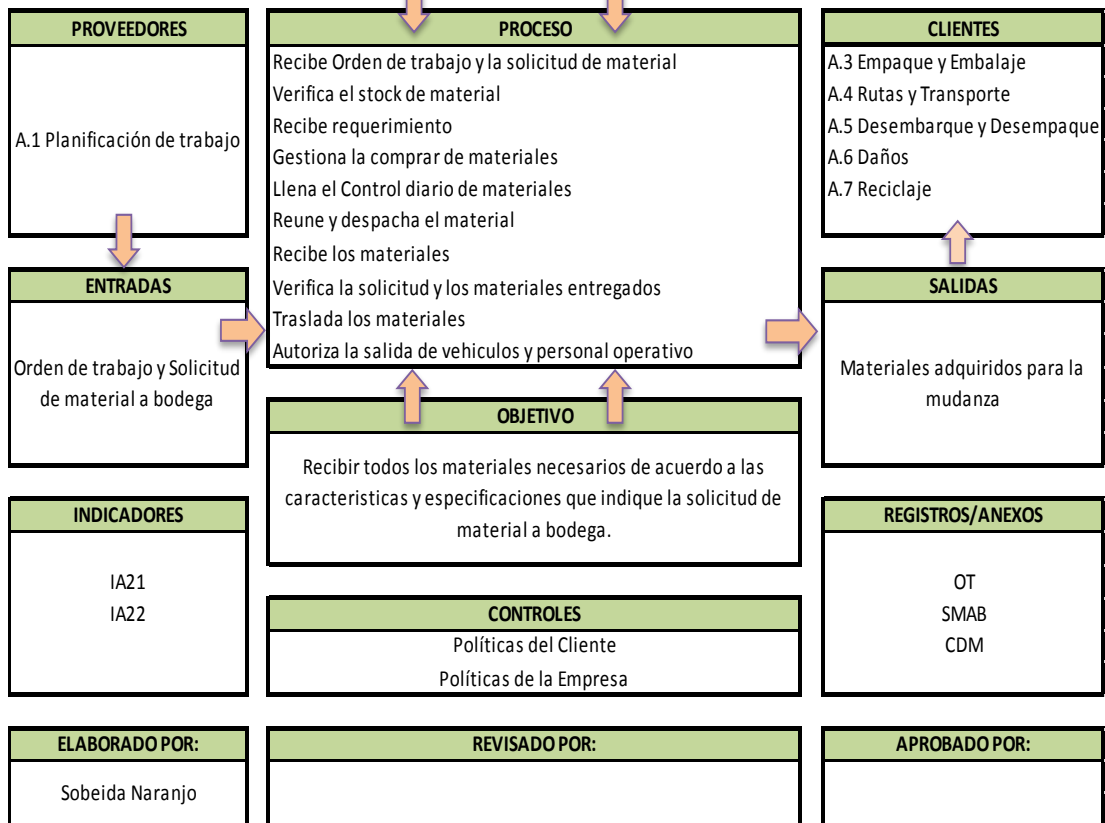 PROVEEDORES
A.1 Planificación de trabajo
PROCESO
Recibe Orden de trabajo y la solicitud de material
Verifica el stock de material
Recibe requerimiento
Gestiona la comprar de materiales
Llena el Control diario de materiales
Reune y despacha el material
Recibe los materiales
Verifica la solicitud y los materiales entregados
Traslada los materiales
Autoriza la salida de vehiculos y personal operativo
CLIENTES
A.3 Empaque y Embalaje
A.4 Rutas y Transporte
A.5 Desembarque y Desempaque
A.6 Daños
A.7 Reciclaje
ENTRADAS
Orden de trabajo y Solicitud
de material a bodega
SALIDAS
Materiales adquiridos para la
mudanza
OBJETIVO
Recibir todos los materiales necesarios de acuerdo a las
caracteristicas y especificaciones que indique la solicitud de
material a bodega.
INDICADORES
IA21
IA22
REGISTROS/ANEXOS
OT
SMAB
CDM
CONTROLES
Políticas del Cliente
Políticas de la Empresa
ELABORADO POR:
Sobeida Naranjo
REVISADO POR:
APROBADO POR: